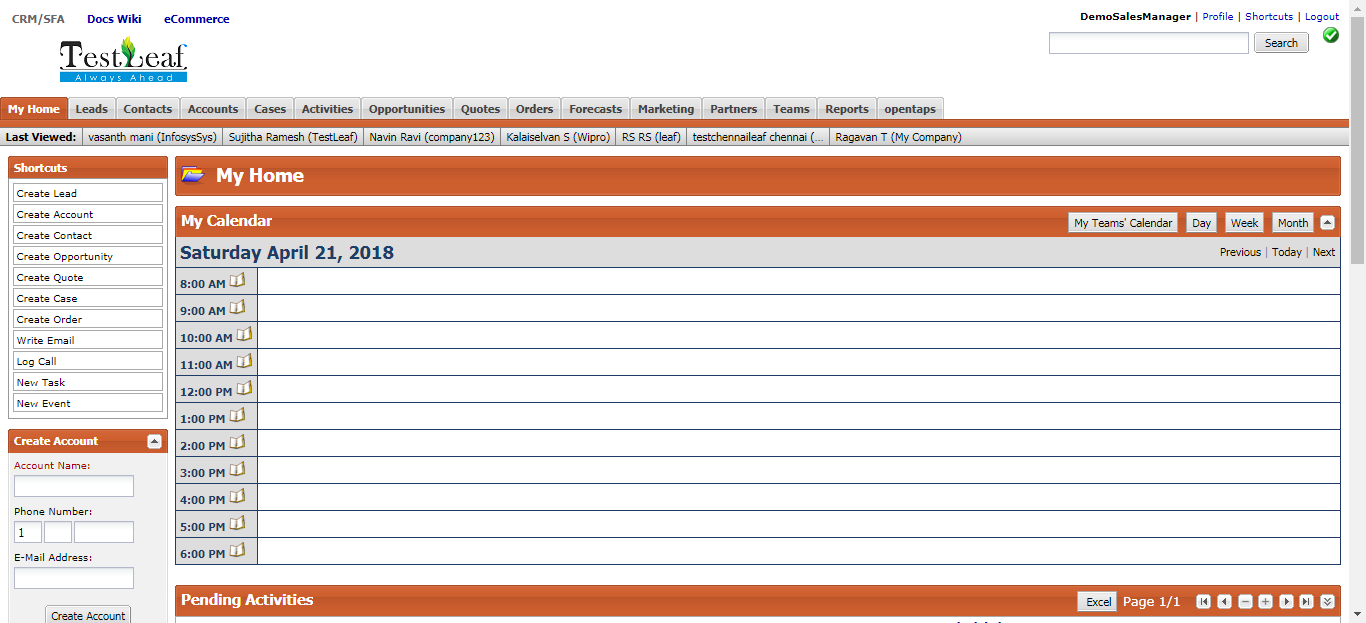 CRM/SFA Docs Wiki eCommerce
DemoSalesManager | Profile | Shortcuts | Logout
Search
TestLeaf
Always Ahead
My Home Leads Contacts Accounts Cases Activities Opportunities Quotes Orders Forecasts Marketing Partners Teams Reports opentaps
Last Viewed: vasanth mani (InfosysSys) Sujitha Ramesh (TestLeaf) Navin Ravi (company123) Kalaiselvan S (Wipro) RS RS (leaf) testchennaileaf chennai (... Ragavan T (My Company)
Shortcuts
Create Lead
Create Account
Create Contact
Create Opportunity
Create Quote
Create Case
Create Order
Write Email
Log Call
New Task
New Event
Create Account
Account Name:
Phone Number:
1
E-Mail Address:
Create Account
My Home
My Calendar
My Teams' Calendar Day Week Month
Saturday April 21, 2018
Previous | Today | Next
8:00 AM
9:00 AM
10:00 AM
11:00 AM
12:00 PM
1:00 PM
2:00 PM
3:00 PM
4:00 PM
5:00 PM
6:00 PM
Pending Activities
Excel Page 1/1